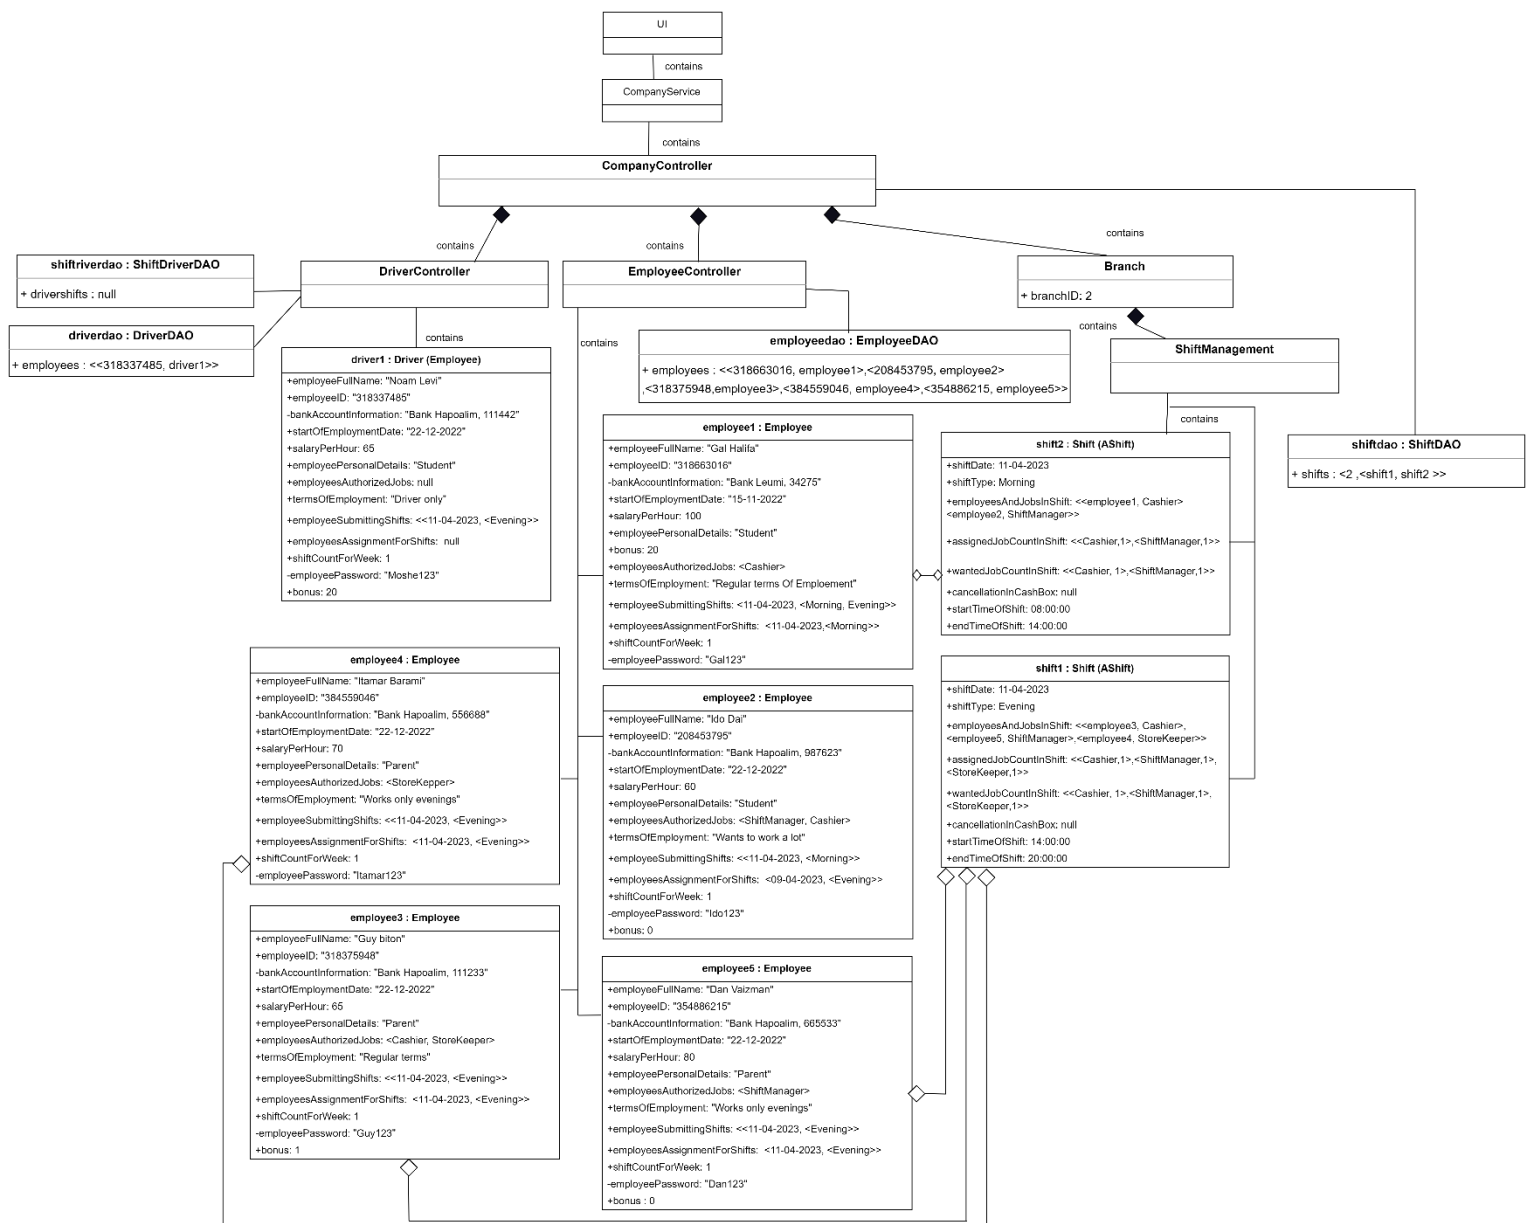 UI
contains
CompanyService
contains
CompanyController
contains
contains
contains
shiftriverdao : ShiftDriverDAO
+ drivershifts : null
DriverController
EmployeeController
Branch
+ branchID: 2
driverdao : DriverDAO
+ employees : <<318337485, driver1>>
contains
contains
contains
employeedao : EmployeeDAO
+ employees : <<318663016, employee1>,<208453795, employee2>
,<318375948,employee3>,<384559046, employee4>,<354886215, employee5>>
ShiftManagement
contains
driver1 : Driver (Employee)
+employeeFullName: "Noam Levi"
+employeeID: "318337485"
-bankAccountInformation: "Bank Hapoalim, 111442"
+startOfEmploymentDate: "22-12-2022"
+salaryPerHour: 65
+employeePersonalDetails: "Student"
+employeesAuthorizedJobs: null
+termsOfEmployment: "Driver only"
+employeeSubmittingShifts: <<11-04-2023, <Evening>>
+employeesAssignmentForShifts: null
+shiftCountForWeek: 1
-employeePassword: "Moshe123"
+bonus: 20
employee1 : Employee
+employeeFullName: "Gal Halifa"
+employeeID: "318663016"
-bankAccountInformation: "Bank Leumi, 34275"
+startOfEmploymentDate: "15-11-2022"
+salaryPerHour: 100
+employeePersonalDetails: "Student"
+bonus: 20
+employeesAuthorizedJobs: <Cashier>
+termsOfEmployment: "Regular terms Of Emploement"
+employeeSubmittingShifts: <11-04-2023, <Morning, Evening>>
+employeesAssignmentForShifts: <11-04-2023,<Morning>>
+shiftCountForWeek: 1
-employeePassword: "Gal123"
shift2 : Shift (AShift)
+shiftDate: 11-04-2023
+shiftType: Morning
+employeesAndJobsInShift: <<employee1, Cashier>
<employee2, ShiftManager>>
+assignedJobCountInShift: <<Cashier,1>,<ShiftManager,1>>
+wantedJobCountInShift: <<Cashier, 1>,<ShiftManager,1>>
+cancellationInCashBox: null
+startTimeOfShift: 08:00:00
+endTimeOfShift: 14:00:00
shiftdao : ShiftDAO
+ shifts : <2 ,<shift1, shift2 >>
employee4 : Employee
+employeeFullName: "Itamar Barami"
+employeeID: "384559046"
-bankAccountInformation: "Bank Hapoalim, 556688"
+startOfEmploymentDate: "22-12-2022"
+salaryPerHour: 70
+employeePersonalDetails: "Parent"
+employeesAuthorizedJobs: <StoreKepper>
+termsOfEmployment: "Works only evenings"
+employeeSubmittingShifts: <<11-04-2023, <Evening>>
+employeesAssignmentForShifts: <11-04-2023, <Evening>>
+shiftCountForWeek: 1
-employeePassword: "Itamar123"
employee2 : Employee
+employeeFullName: "Ido Dai"
+employeeID: "208453795"
-bankAccountInformation: "Bank Hapoalim, 987623"
+startOfEmploymentDate: "22-12-2022"
+salaryPerHour: 60
+employeePersonalDetails: "Student"
+employeesAuthorizedJobs: <ShiftManager, Cashier>
+termsOfEmployment: "Wants to work a lot"
+employeeSubmittingShifts: <<11-04-2023, <Morning>>
+employeesAssignmentForShifts: <09-04-2023, <Evening>>
+shiftCountForWeek: 1
-employeePassword: "Ido123"
+bonus: 0
shift1 : Shift (AShift)
+shiftDate: 11-04-2023
+shiftType: Evening
+employeesAndJobsInShift: <<employee3, Cashier>,
<employee5, ShiftManager>,<employee4, StoreKeeper>>
+assignedJobCountInShift: <<Cashier,1>,<ShiftManager,1>,
<StoreKeeper,1>>
+wantedJobCountInShift: <<Cashier, 1>,<ShiftManager,1>,
<StoreKeeper,1>>
+cancellationInCashBox: null
+startTimeOfShift: 14:00:00
+endTimeOfShift: 20:00:00
employee3 : Employee
+employeeFullName: "Guy biton"
+employeeID: "318375948"
-bankAccountInformation: "Bank Hapoalim, 111233"
+startOfEmploymentDate: "22-12-2022"
+salaryPerHour: 65
+employeePersonalDetails: "Parent"
+employeesAuthorizedJobs: <Cashier, StoreKeeper>
+termsOfEmployment: "Regular terms"
+employeeSubmittingShifts: <<11-04-2023, <Evening>>
+employeesAssignmentForShifts: <11-04-2023, <Evening>>
+shiftCountForWeek: 1
-employeePassword: "Guy123"
+bonus: 1
employee5 : Employee
+employeeFullName: "Dan Vaizman"
+employeeID: "354886215"
-bankAccountInformation: "Bank Hapoalim, 665533"
+startOfEmploymentDate: "22-12-2022"
+salaryPerHour: 80
+employeePersonalDetails: "Parent"
+employeesAuthorizedJobs: <ShiftManager>
+termsOfEmployment: "Works only evenings"
+employeeSubmittingShifts: <<11-04-2023, <Evening>>
+employeesAssignmentForShifts: <11-04-2023, <Evening>>
+shiftCountForWeek: 1
-employeePassword: "Dan123"
+bonus : 0